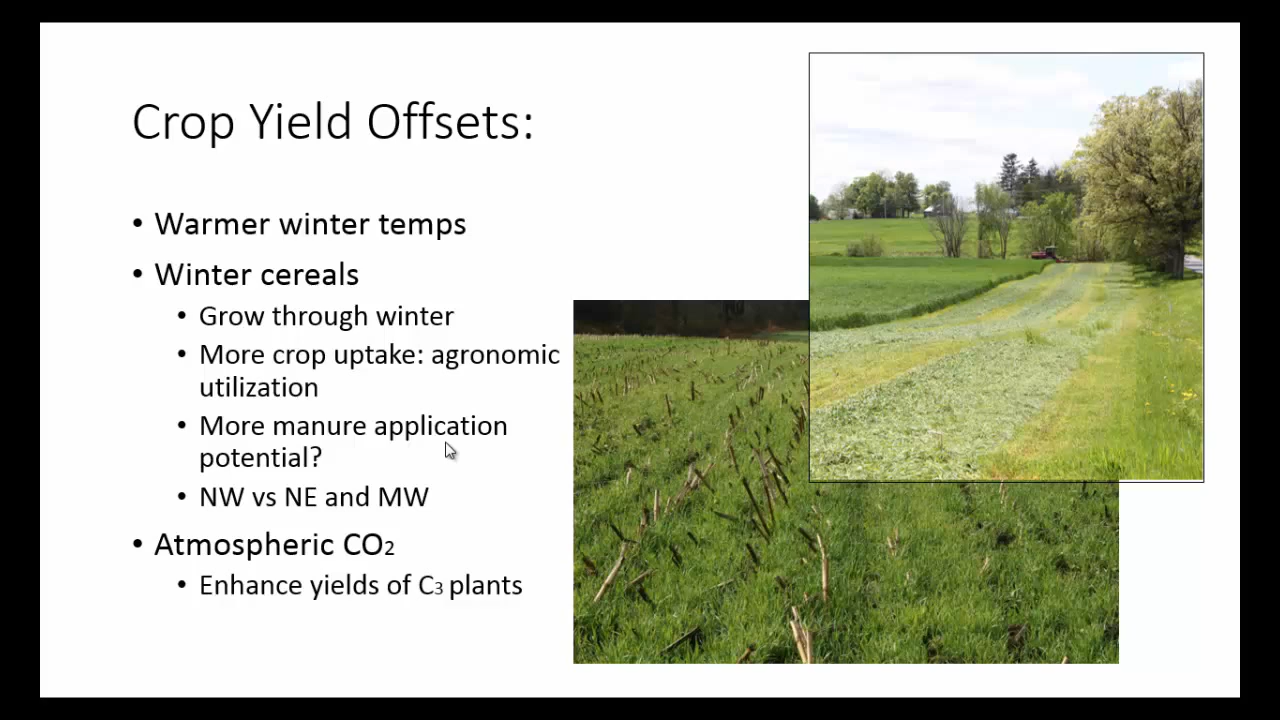 Crop Yield Offsets:
• Warmer winter temps
• Winter cereals
• Grow through winter
• More crop uptake: agronomic
utilization
• More manure application
potential?
• NW vs NE and MW
• Atmospheric CO2
• Enhance yields of C3 plants